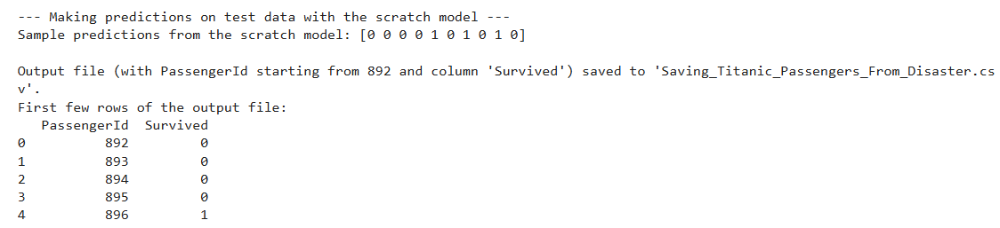 --- Making predictions on test data with the scratch model ---
Sample predictions from the scratch model: [0 0 0 0 1 0 1 0 1 0]

Output file (with PassengerId starting from 892 and column 'Survived') saved to 'Saving_Titanic_Passengers_From_Disaster.cs
v'.
First few rows of the output file:
   PassengerId  Survived
0          892         0
1          893         0
2          894         0
3          895         0
4          896         1